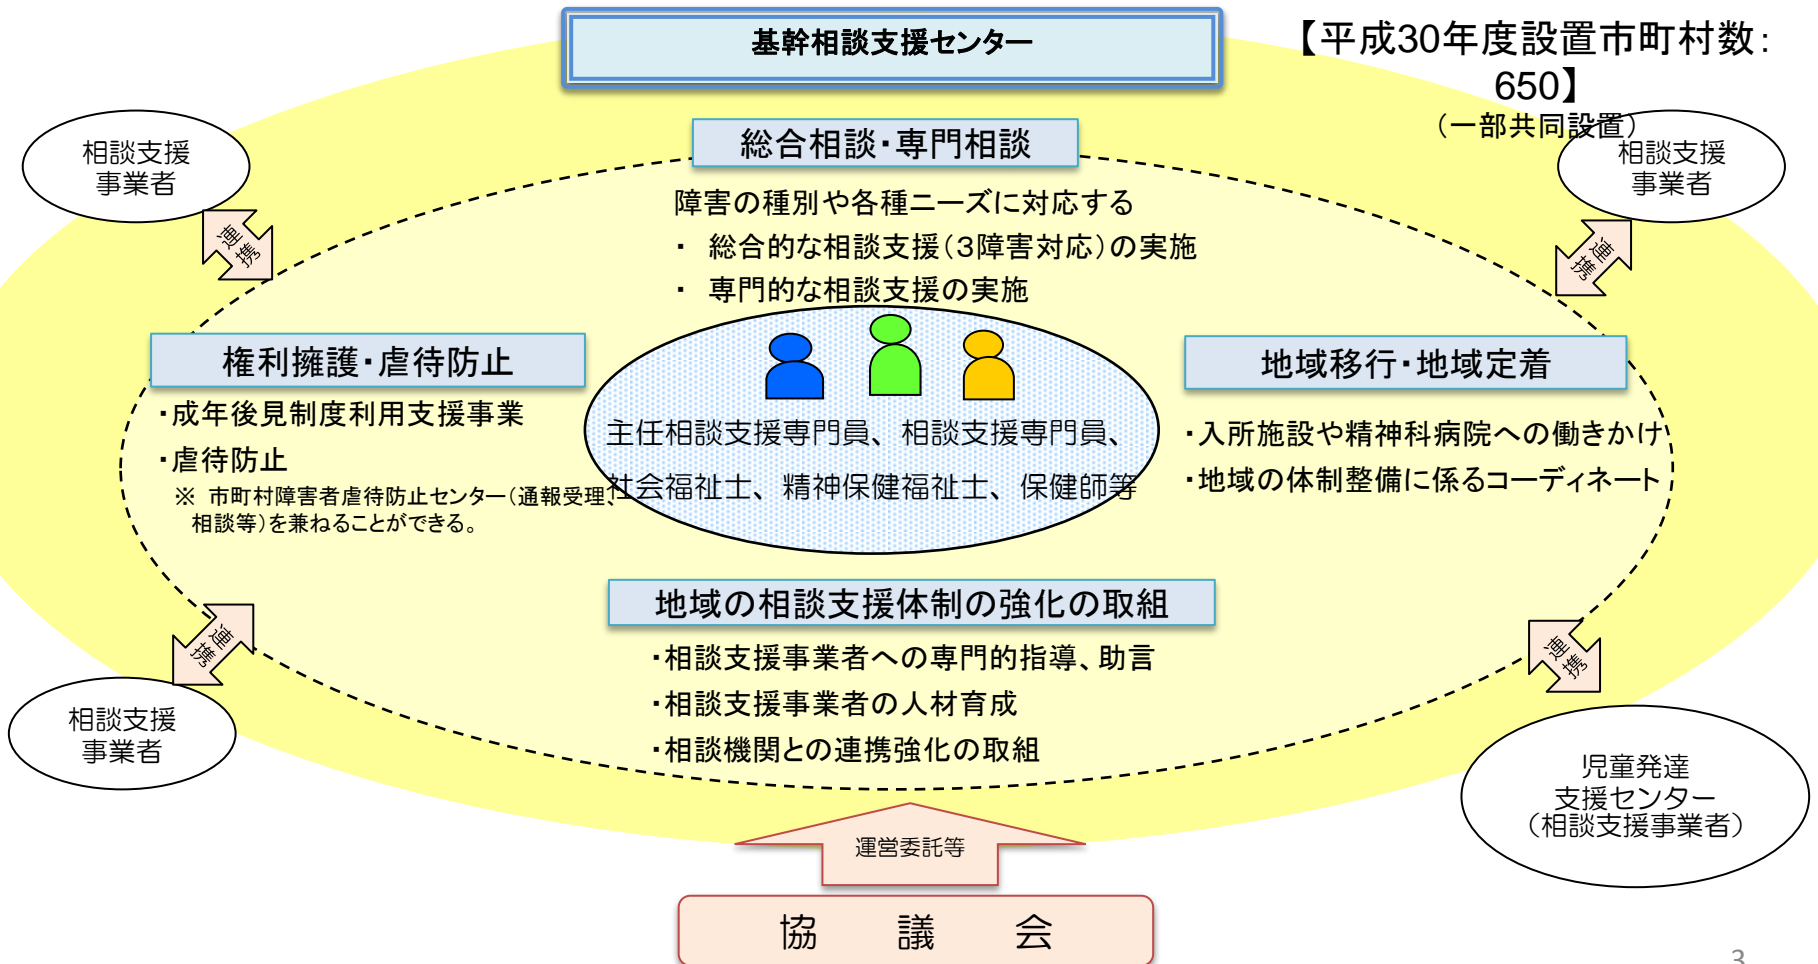 基幹相談支援センター
【平成30年度設置市町村数：
650】
（一部共同設置）
相談支援
事業者
連携
相談支援
事業者
連携
総合相談・専門相談
障害の種別や各種ニーズに対応する
・ 総合的な相談支援（３障害対応）の実施
・ 専門的な相談支援の実施
権利擁護・虐待防止
・成年後見制度利用支援事業
・虐待防止
※ 市町村障害者虐待防止センター（通報受理、
相談等）を兼ねることができる。
主任相談支援専門員、相談支援専門員、
社会福祉士、精神保健福祉士、保健師等
地域移行・地域定着
・入所施設や精神科病院への働きかけ
・地域の体制整備に係るコーディネート
地域の相談支援体制の強化の取組
・相談支援事業者への専門的指導、助言
・相談支援事業者の人材育成
・相談機関との連携強化の取組
連携
相談支援
事業者
連携
児童発達
支援センター
（相談支援事業者）
運営委託等
協 議 会
3